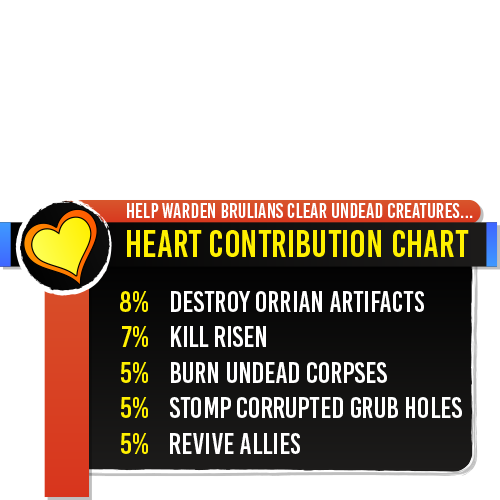 HELP WARDEN BRULIANS CLEAR UNDEAD CREATURES...
HEART CONTRIBUTION CHART
8% DESTROY ORRIAN ARTIFACTS
7% KILL RISEN
5% BURN UNDEAD CORPSES
5% STOMP CORRUPTED GRUB HOLES
5% REVIVE ALLIES